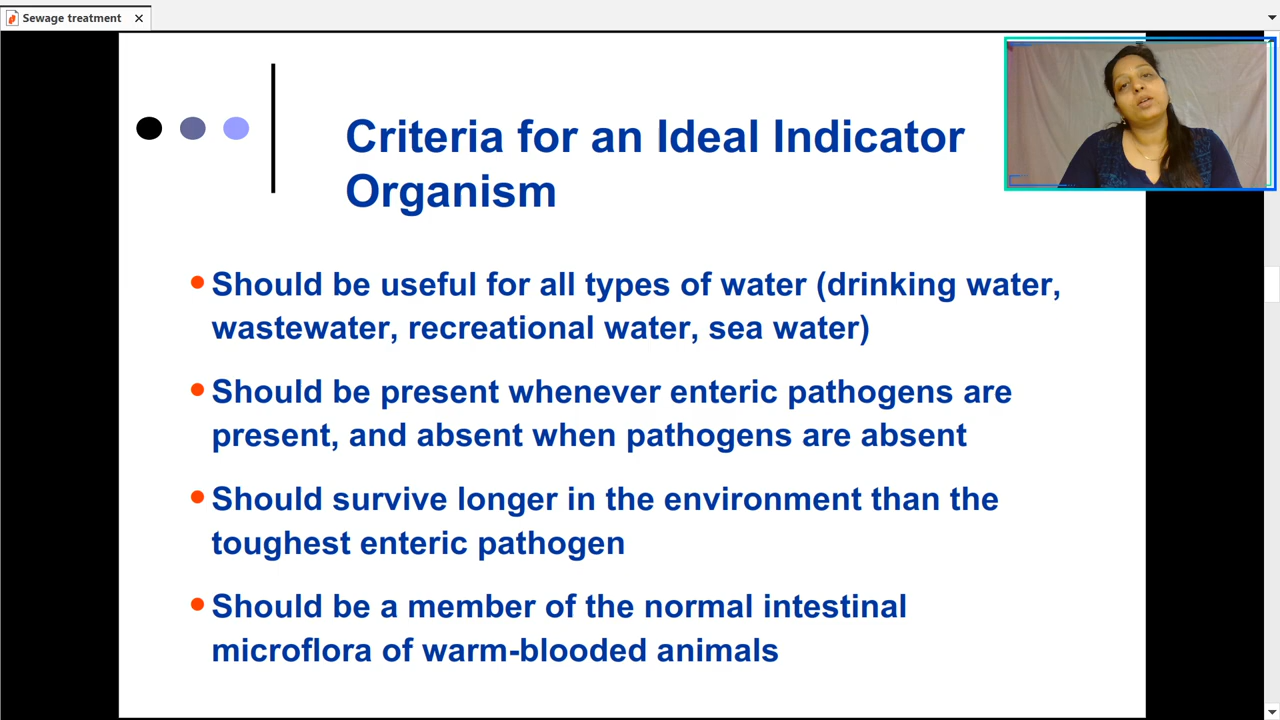 Sewage treatment
Criteria for an Ideal Indicator
Organism
Should be useful for all types of water (drinking water,
wastewater, recreational water, sea water)
Should be present whenever enteric pathogens are
present, and absent when pathogens are absent
Should survive longer in the environment than the
toughest enteric pathogen
Should be a member of the normal intestinal
microflora of warm-blooded animals